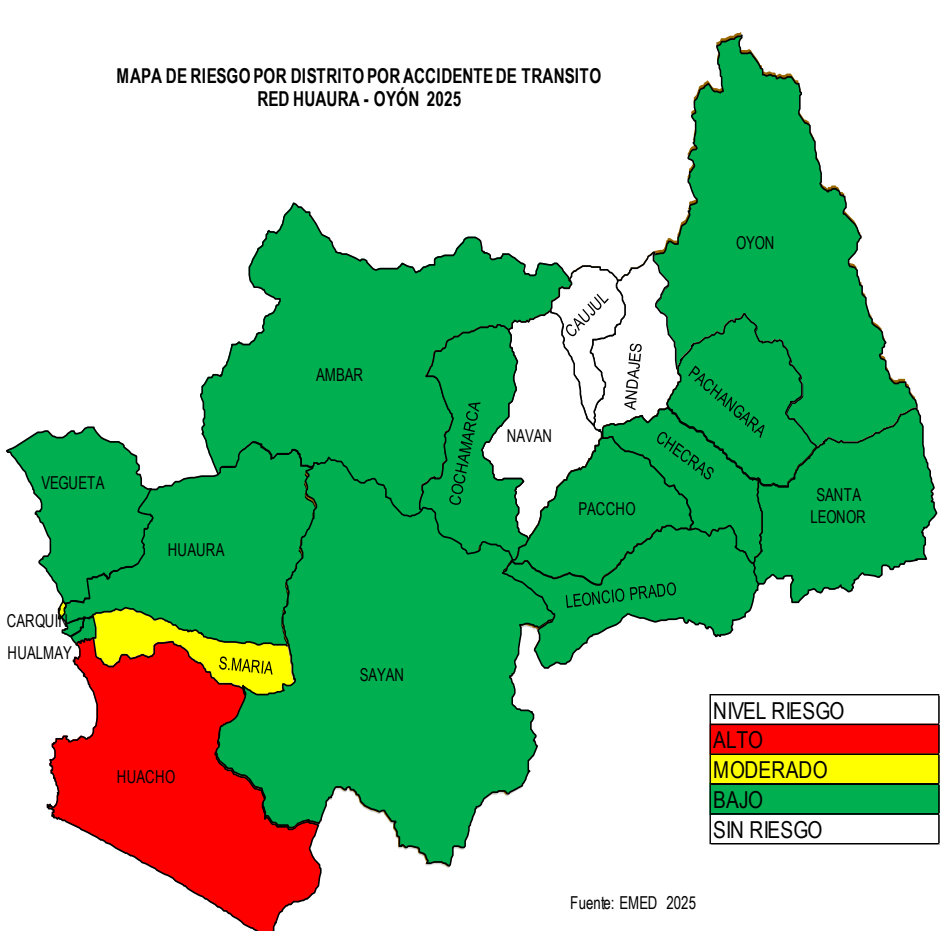 MAPA DE RIESGO POR DISTRITO POR ACCIDENTE DE TRANSITO
RED HUAURA - OYÓN 2025
OYON
CAUJUL
ANDAJES
AMBAR
PACHANGARA
COCHAMARCA
NAVAN
CHECRAS
VEGUETA
SANTA
LEONOR
PACCHO
HUAURA
LEONCIO PRADO
CARQUIN
HUALMAY
S.MARIA
SAYAN
HUACHO
NIVEL RIESGO
ALTO
MODERADO
BAJO
SIN RIESGO
Fuente: EMED 2025